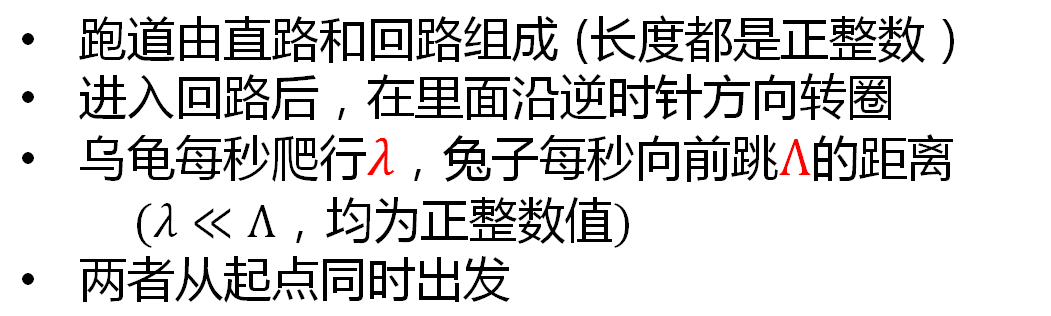 • 跑道由直路和回路组成 (长度都是正整数)
• 进入回路后，在里面沿逆时针方向转圈
• 乌龟每秒爬行λ，兔子每秒向前跳Λ的距离
(λ ≪ Λ，均为正整数值)
• 两者从起点同时出发